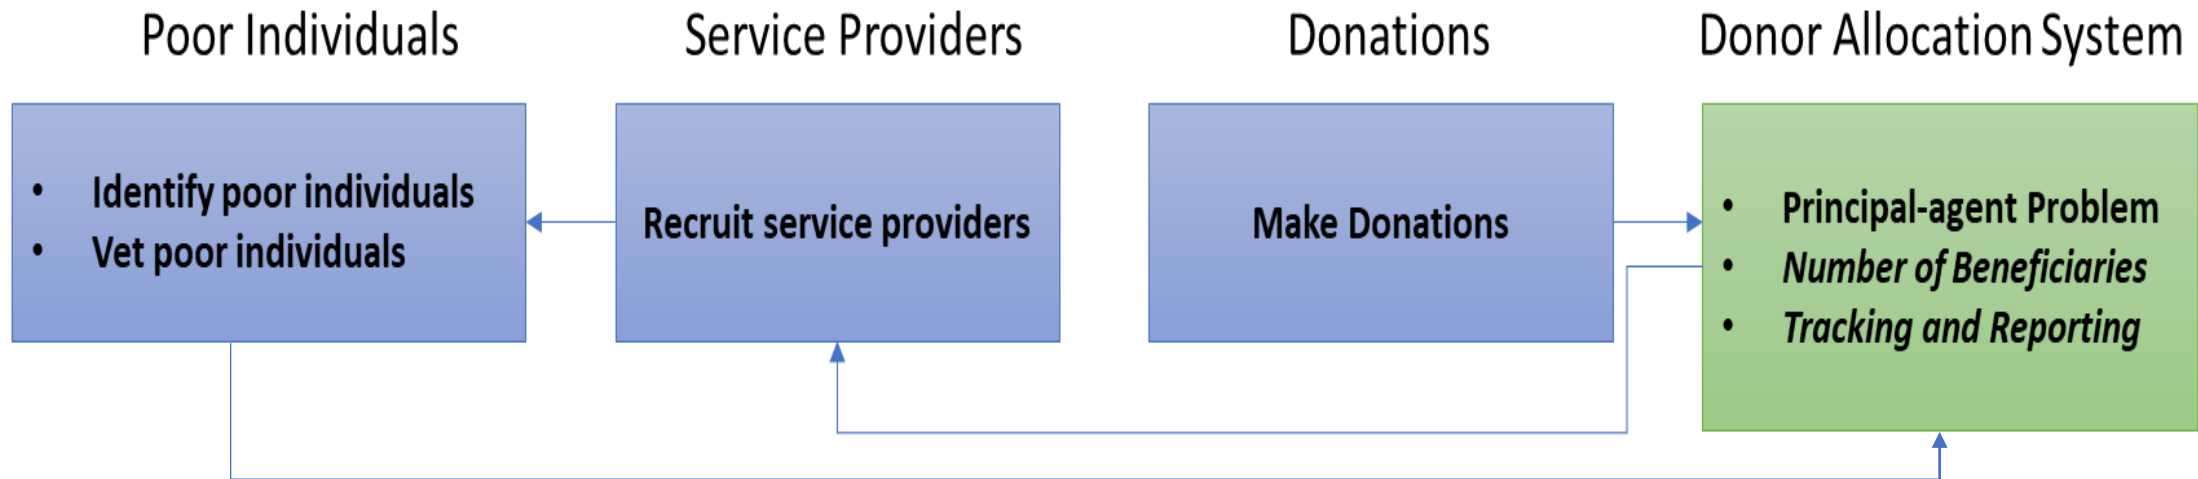 Poor Individuals
Service Providers
Donations
Donor Allocation System
• Identify poor individuals
• Vet poor individuals
Recruit service providers
Make Donations
• Principal-agent Problem
• Number of Beneficiaries
• Tracking and Reporting